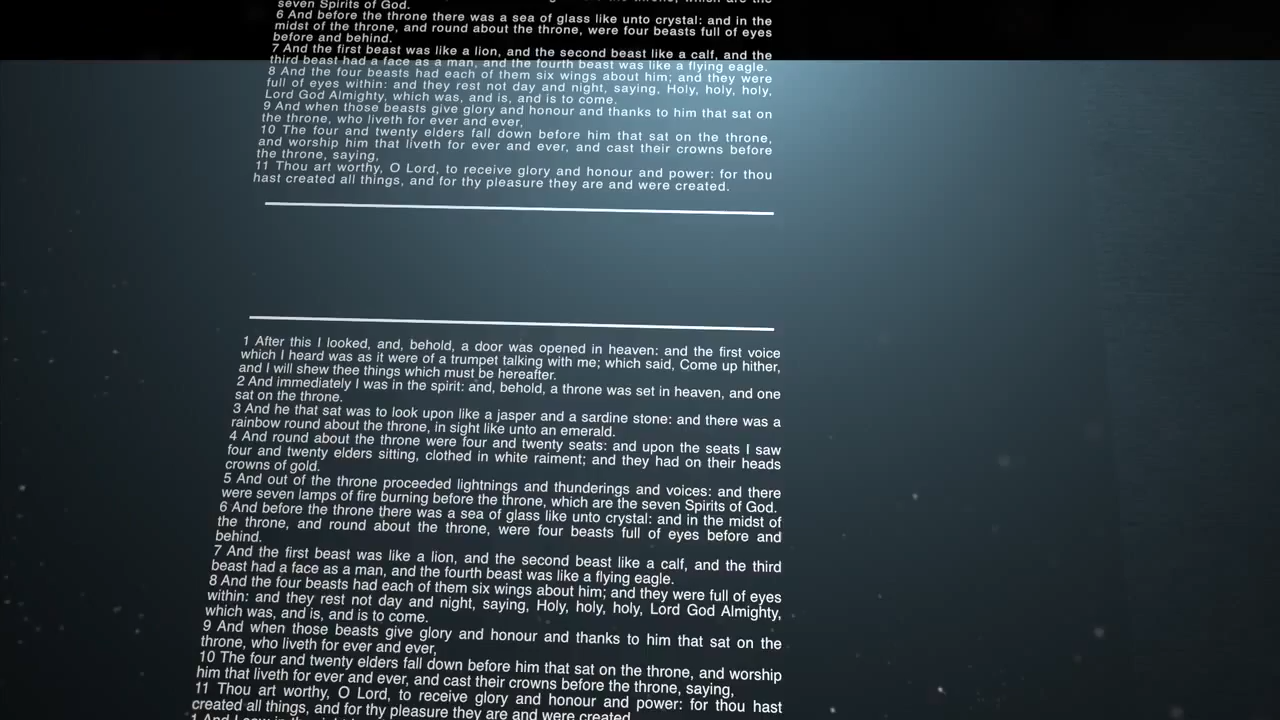 seven Spirits of God.
6 And before the throne there was a sea of glass like unto crystal: and in the
midst of the throne, and round about the throne, were four beasts full of eyes
before and behind.
7 And the first beast was like a lion, and the second beast like a calf, and the
third beast had a face as a man, and the fourth beast was like a flying eagle.
8 And the four beasts had each of them six wings about him; and they were
full of eyes within: and they rest not day and night, saying, Holy, holy, holy,
Lord God Almighty, which was, and is, and is to come.
9 And when those beasts give glory and honour and thanks to him that sat on
the throne, who liveth for ever and ever,
10 The four and twenty elders fall down before him that sat on the throne,
and worship him that liveth for ever and ever, and cast their crowns before
the throne, saying,
11 Thou art worthy, O Lord, to receive glory and honour and power: for thou
hast created all things, and for thy pleasure they are and were created.
1 After this I looked, and, behold, a door was opened in heaven: and the first voice
which I heard was as it were of a trumpet talking with me; which said, Come up hither,
and I will shew thee things which must be hereafter.
2 And immediately I was in the spirit: and, behold, a throne was set in heaven, and one
sat on the throne.
3 And he that sat was to look upon like a jasper and a sardine stone: and there was a
rainbow round about the throne, in sight like unto an emerald.
4 And round about the throne were four and twenty seats: and upon the seats I saw
four and twenty elders sitting, clothed in white raiment; and they had on their heads
crowns of gold.
5 And out of the throne proceeded lightnings and thunderings and voices: and there
were seven lamps of fire burning before the throne, which are the seven Spirits of God.
6 And before the throne there was a sea of glass like unto crystal: and in the midst of
the throne, and round about the throne, were four beasts full of eyes before and
behind.
7 And the first beast was like a lion, and the second beast like a calf, and the third
beast had a face as a man, and the fourth beast was like a flying eagle.
8 And the four beasts had each of them six wings about him; and they were full of eyes
within: and they rest not day and night, saying, Holy, holy, holy, Lord God Almighty,
which was, and is, and is to come.
9 And when those beasts give glory and honour and thanks to him that sat on the
throne, who liveth for ever and ever,
10 The four and twenty elders fall down before him that sat on the throne, and worship
him that liveth for ever and ever, and cast their crowns before the throne, saying,
11 Thou art worthy, O Lord, to receive glory and honour and power: for thou hast
created all things, and for thy pleasure they are and were created.